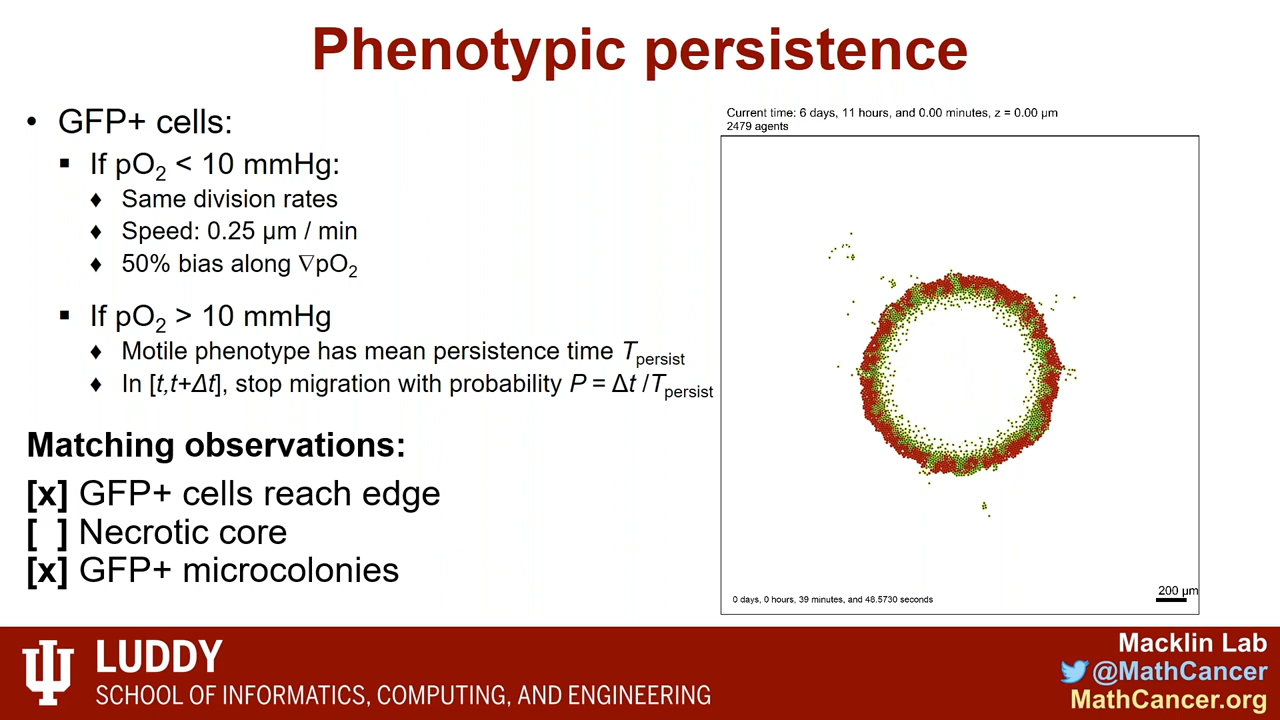 Phenotypic persistence
• GFP+ cells:
▪ If pO₂ < 10 mmHg:
♦ Same division rates
♦ Speed: 0.25 µm / min
♦ 50% bias along ∇pO₂
▪ If pO₂ > 10 mmHg
♦ Motile phenotype has mean persistence time Tpersist
♦ In [t,t+Δt], stop migration with probability P = Δt /Tpersist
Matching observations:
[x] GFP+ cells reach edge
[ ] Necrotic core
[x] GFP+ microcolonies
Current time: 6 days, 11 hours, and 0.00 minutes, z = 0.00 µm
2479 agents
200 µm
0 days, 0 hours, 39 minutes, and 48.5730 seconds
LUDDY
SCHOOL OF INFORMATICS, COMPUTING, AND ENGINEERING
Macklin Lab
@MathCancer
MathCancer.org